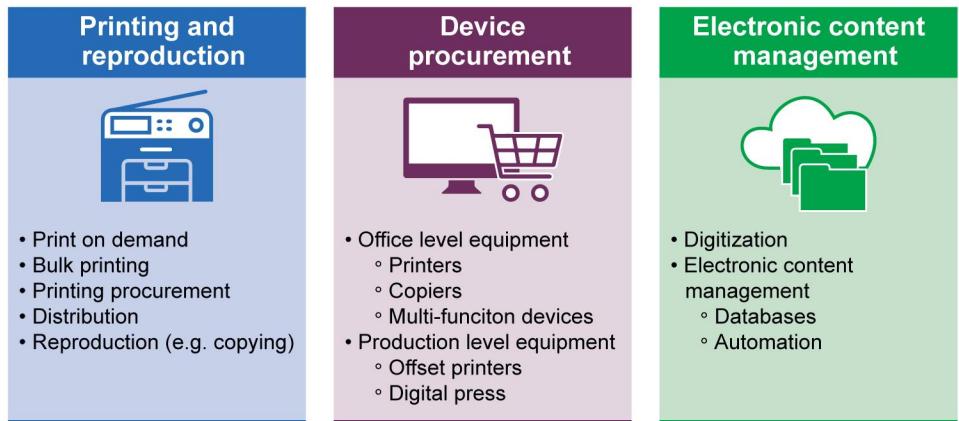 Printing and
reproduction
• Print on demand
• Bulk printing
• Printing procurement
• Distribution
• Reproduction (e.g. copying)
Device
procurement
• Office level equipment
° Printers
° Copiers
° Multi-funciton devices
• Production level equipment
° Offset printers
° Digital press
Electronic content
management
• Digitization
• Electronic content
management
° Databases
° Automation